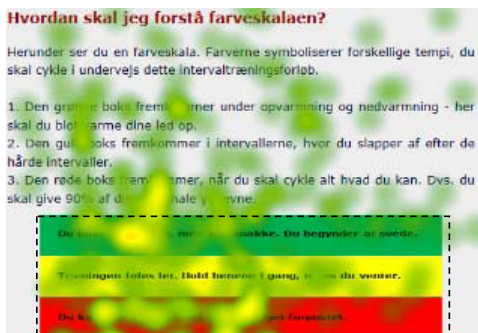 Hvordan skal jeg forstå farveskalaen?
Herunder ser du en farveskala. Farverne symboliserer forskellige tempi, du
skal cykle i undervejs dette intervaltræningsforløb.
1. Den grønne boks fremkommer under opvarmning og nedvarmning - her
skal du blot varme dine led op.
2. Den gule boks fremkommer i intervallerne, hvor du slapper af efter de
hårde intervaller.
3. Den røde boks fremkommer, når du skal cykle alt hvad du kan. Dvs. du
skal give 90% af
Du snakke. Du begynder at svede.
Træningen føles let. Hold benene i gang, du venter.
Du